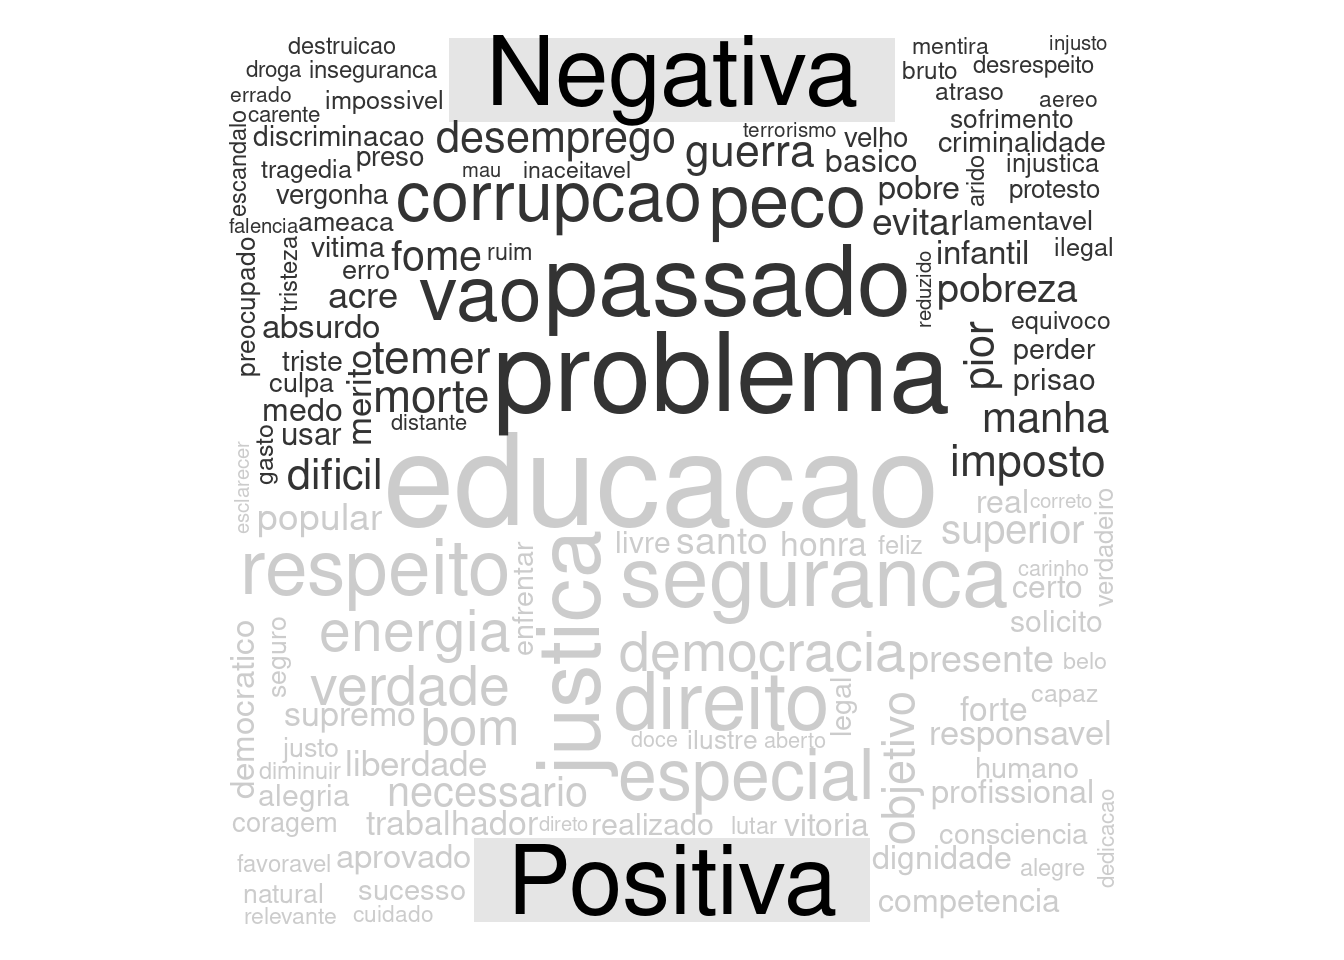 destruicao
Negativa
mentira
injusto
droga
inseguranca
bruto
desrespeito
errado
impossivel
atraso
aereo
carente
escandalo
discriminacao
desemprego
terrorismo
velho
sofrimento
criminalidade
guerra
basico
tragedia
preso
mau
inaceitavel
arido
injustica
vergonha
corrupcao
peco
pobre
protesto
falencia
ameaca
evitar
lamentavel
preocupado
tristeza
vitima
fome
ruim
passado
reduzido
infantil
ilegal
erro
acre
vao
pobreza
absurdo
equivoco
triste
merito
temer
problema
pior
perder
culpa
morte
prisao
medo
distante
manha
gasto
usar
dificil
imposto
esclarecer
educacao
real
correto
popular
superior
verdadeiro
respeito
enfrentar
justica
livre
santo
honra
feliz
seguranca
carinho
certo
democratico
seguro
energia
solicito
democracia
presente
belo
verdade
direito
legal
objetivo
capaz
supremo
bom
forte
responsavel
justo
doce
ilustre
aberto
diminuir
liberdade
especial
humano
alegria
necessario
profissional
dedicacao
coragem
trabalhador
direto
realizado
lutar
vitoria
consciencia
favoravel
aprovado
Positiva
dignidade
alegre
natural
sucesso
competencia
relevante
cuidado